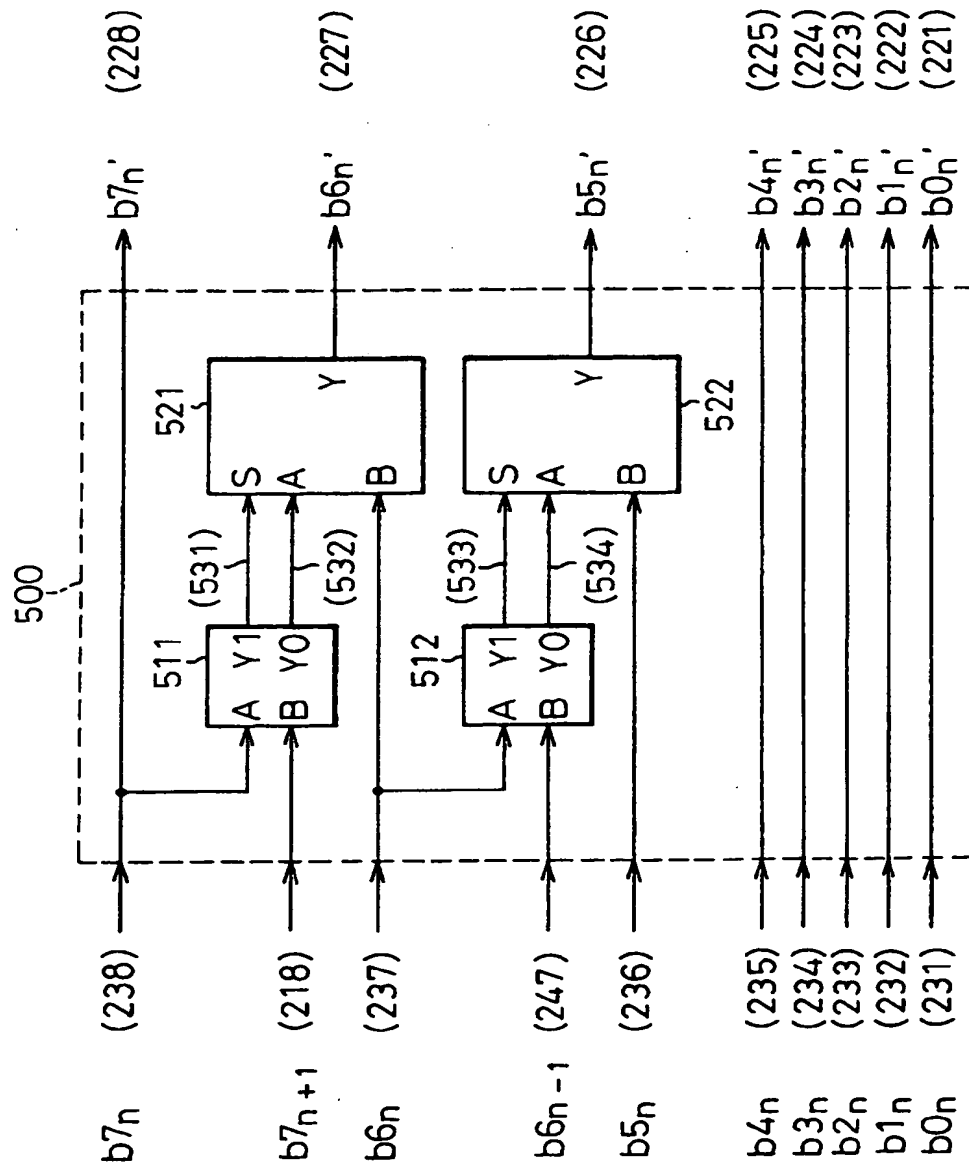 500
b7n (238) b7n' (228)
511 521
A Y1 (531) S
b7n+1 (218) B Y0 (532) A Y b6n' (227)
b6n (237) B
512 522
A Y1 (533) S
b6n-1 (247) B Y0 (534) A Y b5n' (226)
b5n (236) B
b4n (235) b4n' (225)
b3n (234) b3n' (224)
b2n (233) b2n' (223)
b1n (232) b1n' (222)
b0n (231) b0n' (221)